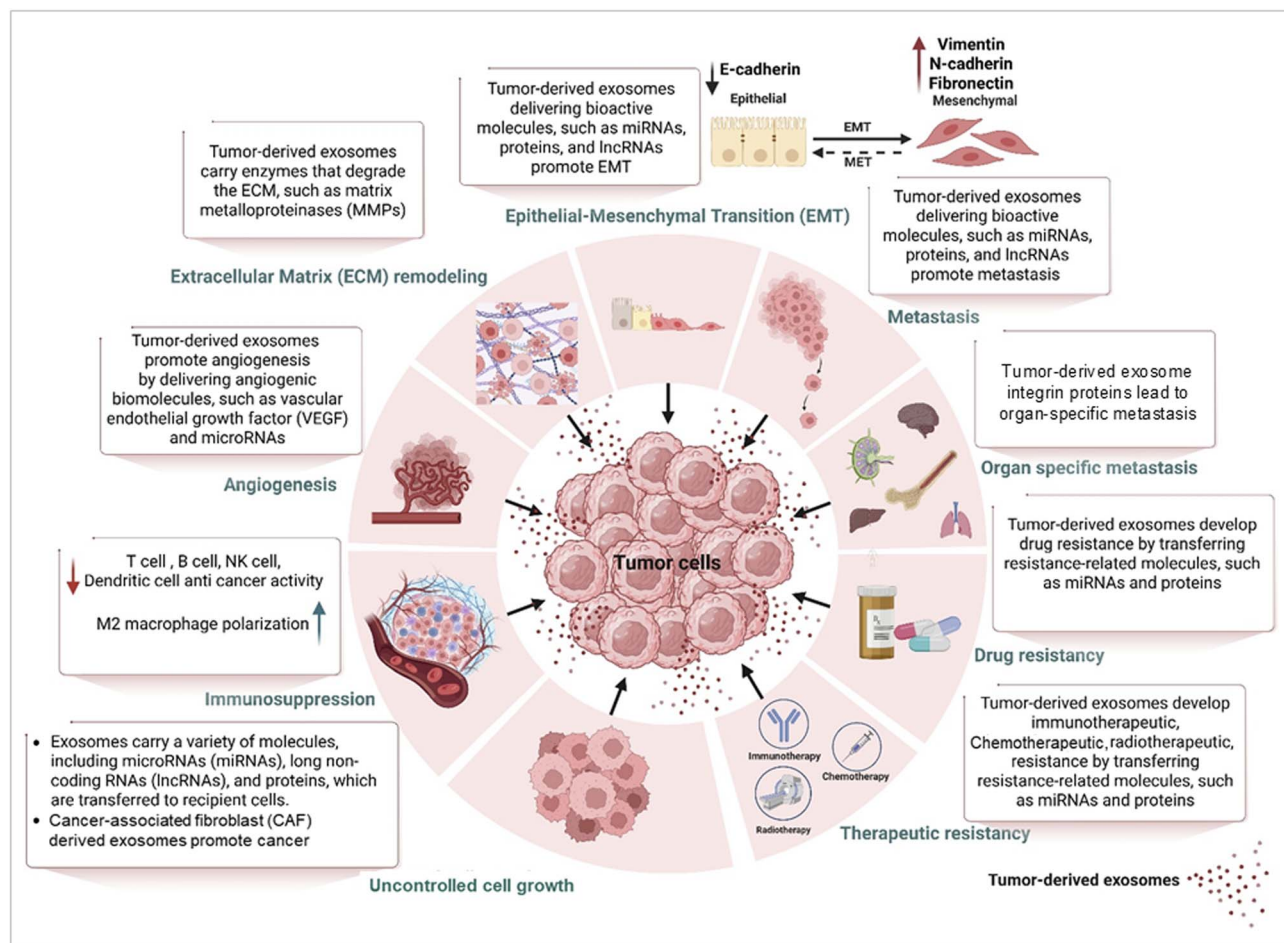 Vimentin
N-cadherin
Fibronectin
Mesenchymal
E-cadherin
Epithelial
EMT
MET
Tumor-derived exosomes
delivering bioactive
molecules, such as miRNAs,
proteins, and lncRNAs
promote EMT
Epithelial-Mesenchymal Transition (EMT)
Tumor-derived exosomes
carry enzymes that degrade
the ECM, such as matrix
metalloproteinases (MMPs)
Extracellular Matrix (ECM) remodeling
Tumor-derived exosomes
delivering bioactive
molecules, such as miRNAs,
proteins, and lncRNAs
promote metastasis
Metastasis
Tumor-derived exosomes
promote angiogenesis
by delivering angiogenic
biomolecules, such as vascular
endothelial growth factor (VEGF)
and microRNAs
Angiogenesis
Tumor-derived exosome
integrin proteins lead to
organ-specific metastasis
Organ specific metastasis
T cell , B cell, NK cell,
Dendritic cell anti cancer activity
M2 macrophage polarization
Immunosuppression
Tumor cells
Tumor-derived exosomes develop
drug resistance by transferring
resistance-related molecules, such
as miRNAs and proteins
Drug resistancy
• Exosomes carry a variety of molecules,
including microRNAs (miRNAs), long non-
coding RNAs (lncRNAs), and proteins, which
are transferred to recipient cells.
• Cancer-associated fibroblast (CAF)
derived exosomes promote cancer
Uncontrolled cell growth
Immunotherapy
Chemotherapy
Radiotherapy
Tumor-derived exosomes develop
immunotherapeutic,
Chemotherapeutic, radiotherapeutic,
resistance by transferring
resistance-related molecules, such
as miRNAs and proteins
Therapeutic resistancy
Tumor-derived exosomes